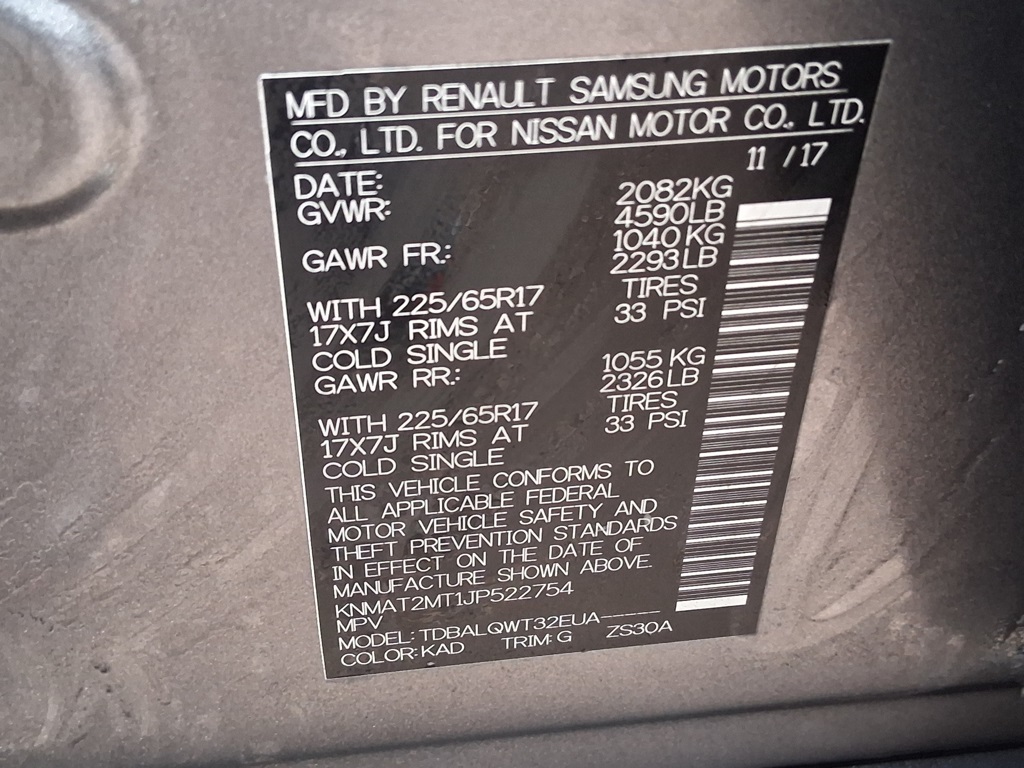 MFD BY RENAULT SAMSUNG MOTORS
CO., LTD. FOR NISSAN MOTOR CO., LTD.
DATE: 11 /17
GVWR: 2082KG
4590LB
GAWR FR.: 1040 KG
2293LB
WITH 225/65R17 TIRES
17X7J RIMS AT 33 PSI
COLD SINGLE
GAWR RR.: 1055 KG
2326LB
WITH 225/65R17 TIRES
17X7J RIMS AT 33 PSI
COLD SINGLE
THIS VEHICLE CONFORMS TO
ALL APPLICABLE FEDERAL
MOTOR VEHICLE SAFETY AND
THEFT PREVENTION STANDARDS
IN EFFECT ON THE DATE OF
MANUFACTURE SHOWN ABOVE.
KNMAT2MT1JP522754
MPV
MODEL: TDBALQWT32EUA-----
COLOR: KAD TRIM: G ZS30A